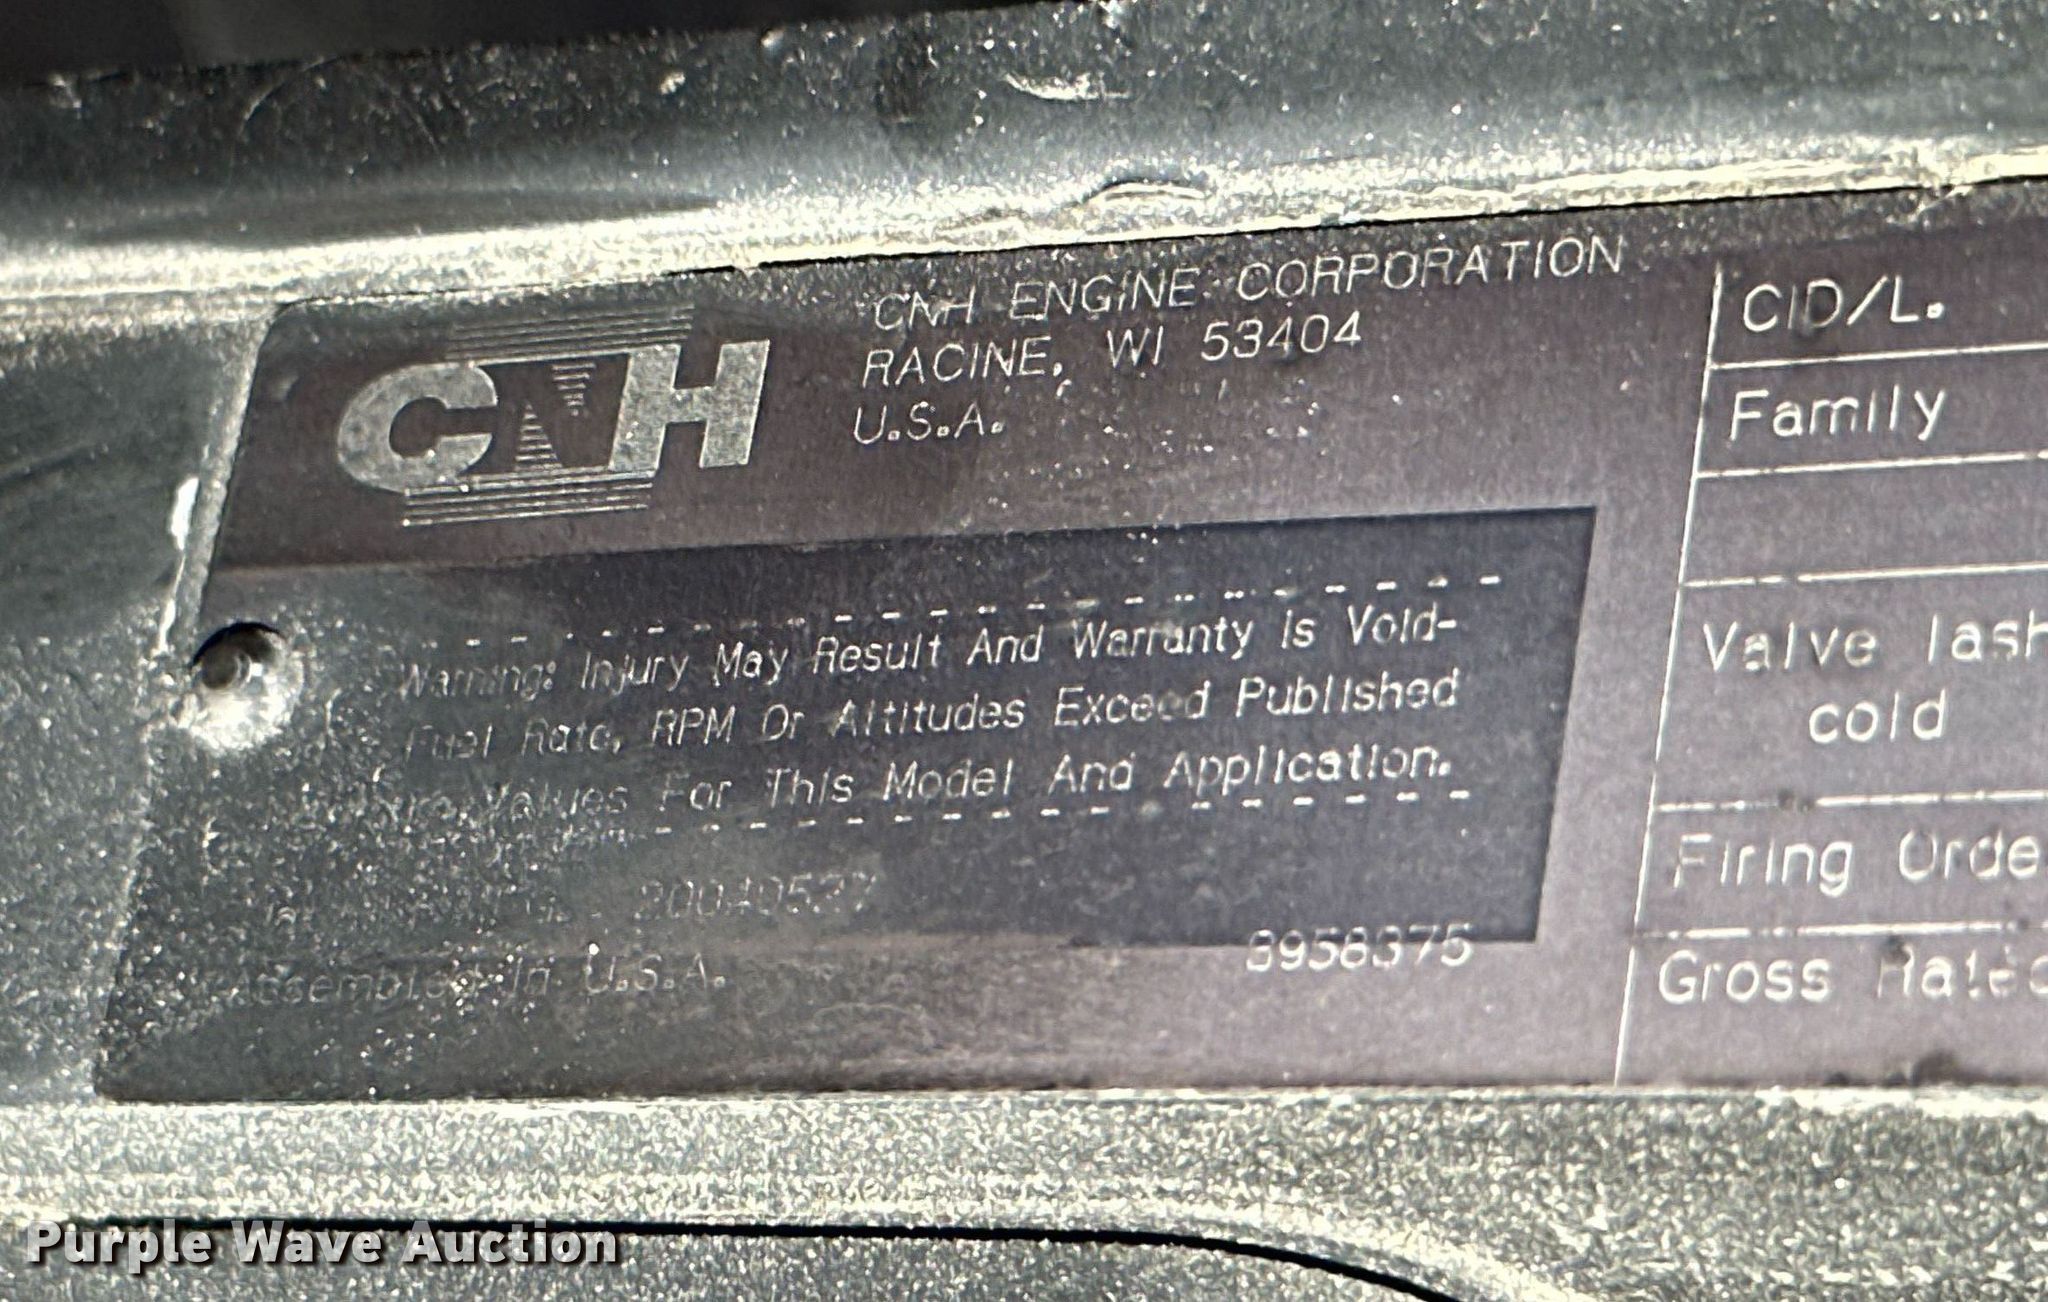 CNH
CNH ENGINE CORPORATION
RACINE, WI 53404
U.S.A.
Warning: Injury May Result And Warranty Is Void-
Fuel Rate, RPM Or Altitudes Exceed Published
Values For This Model And Application.
Assembled In U.S.A.
3958375
CID/L.
Family
Valve lash
cold
Firing Orde
Gross Rated
Purple Wave Auction